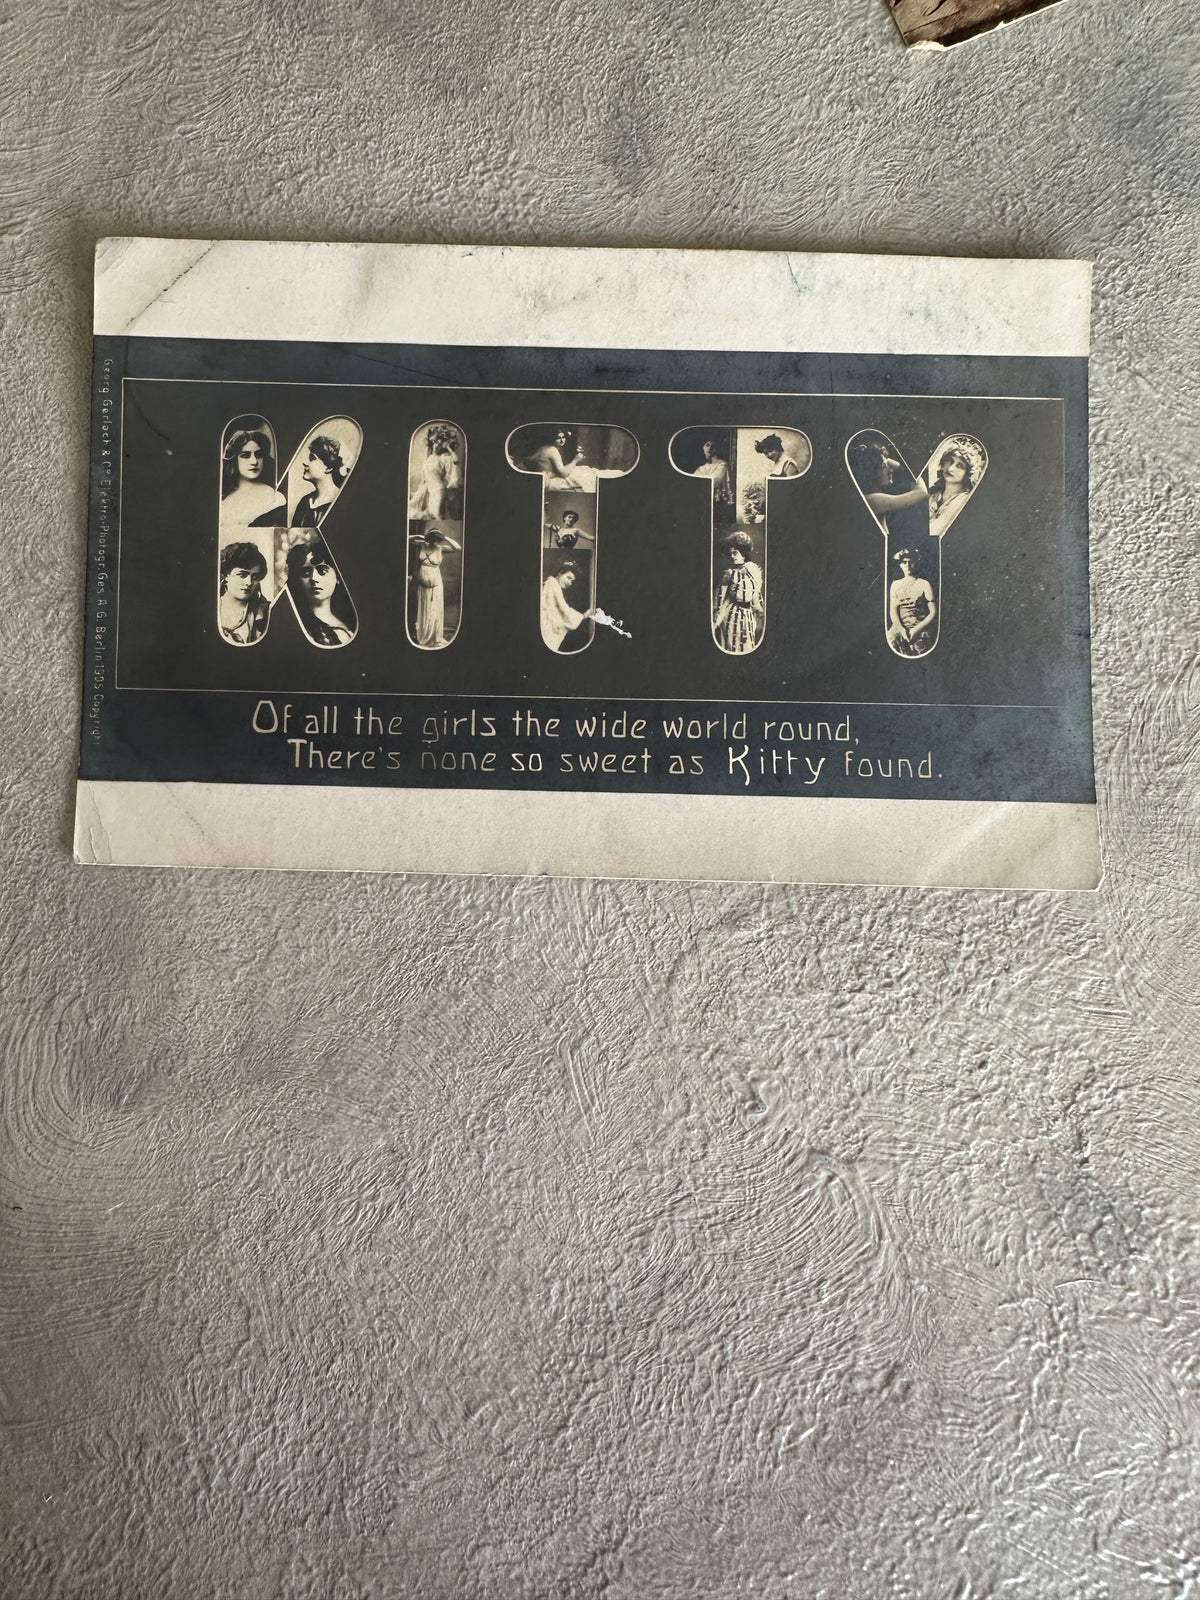 Georg Gerlach & Co Elektro-Photogr. Ges. A. G. Berlin 1905 Copyright
KITTY
Of all the girls the wide world round,
There's none so sweet as Kitty found.